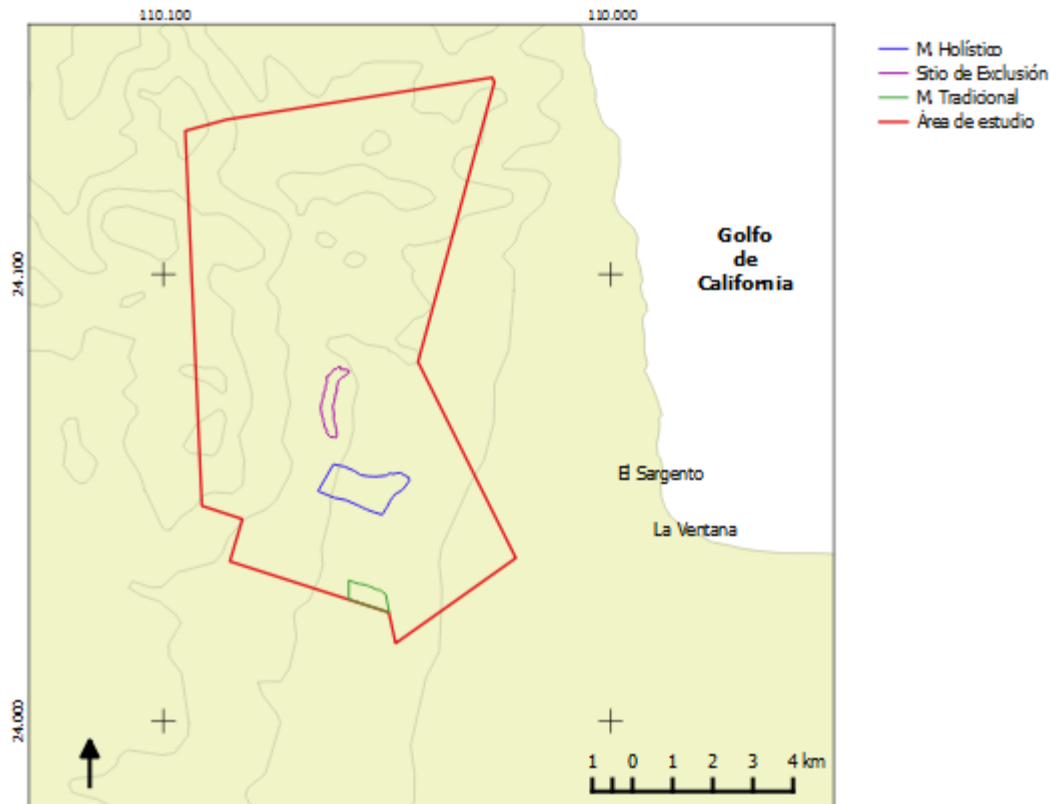 110.100
110.000
M. Holístico
Sitio de Exclusión
M. Tradicional
Área de estudio
Golfo
de
California
24.100
El Sargento
La Ventana
24.000
1 0 1 2 3 4 km